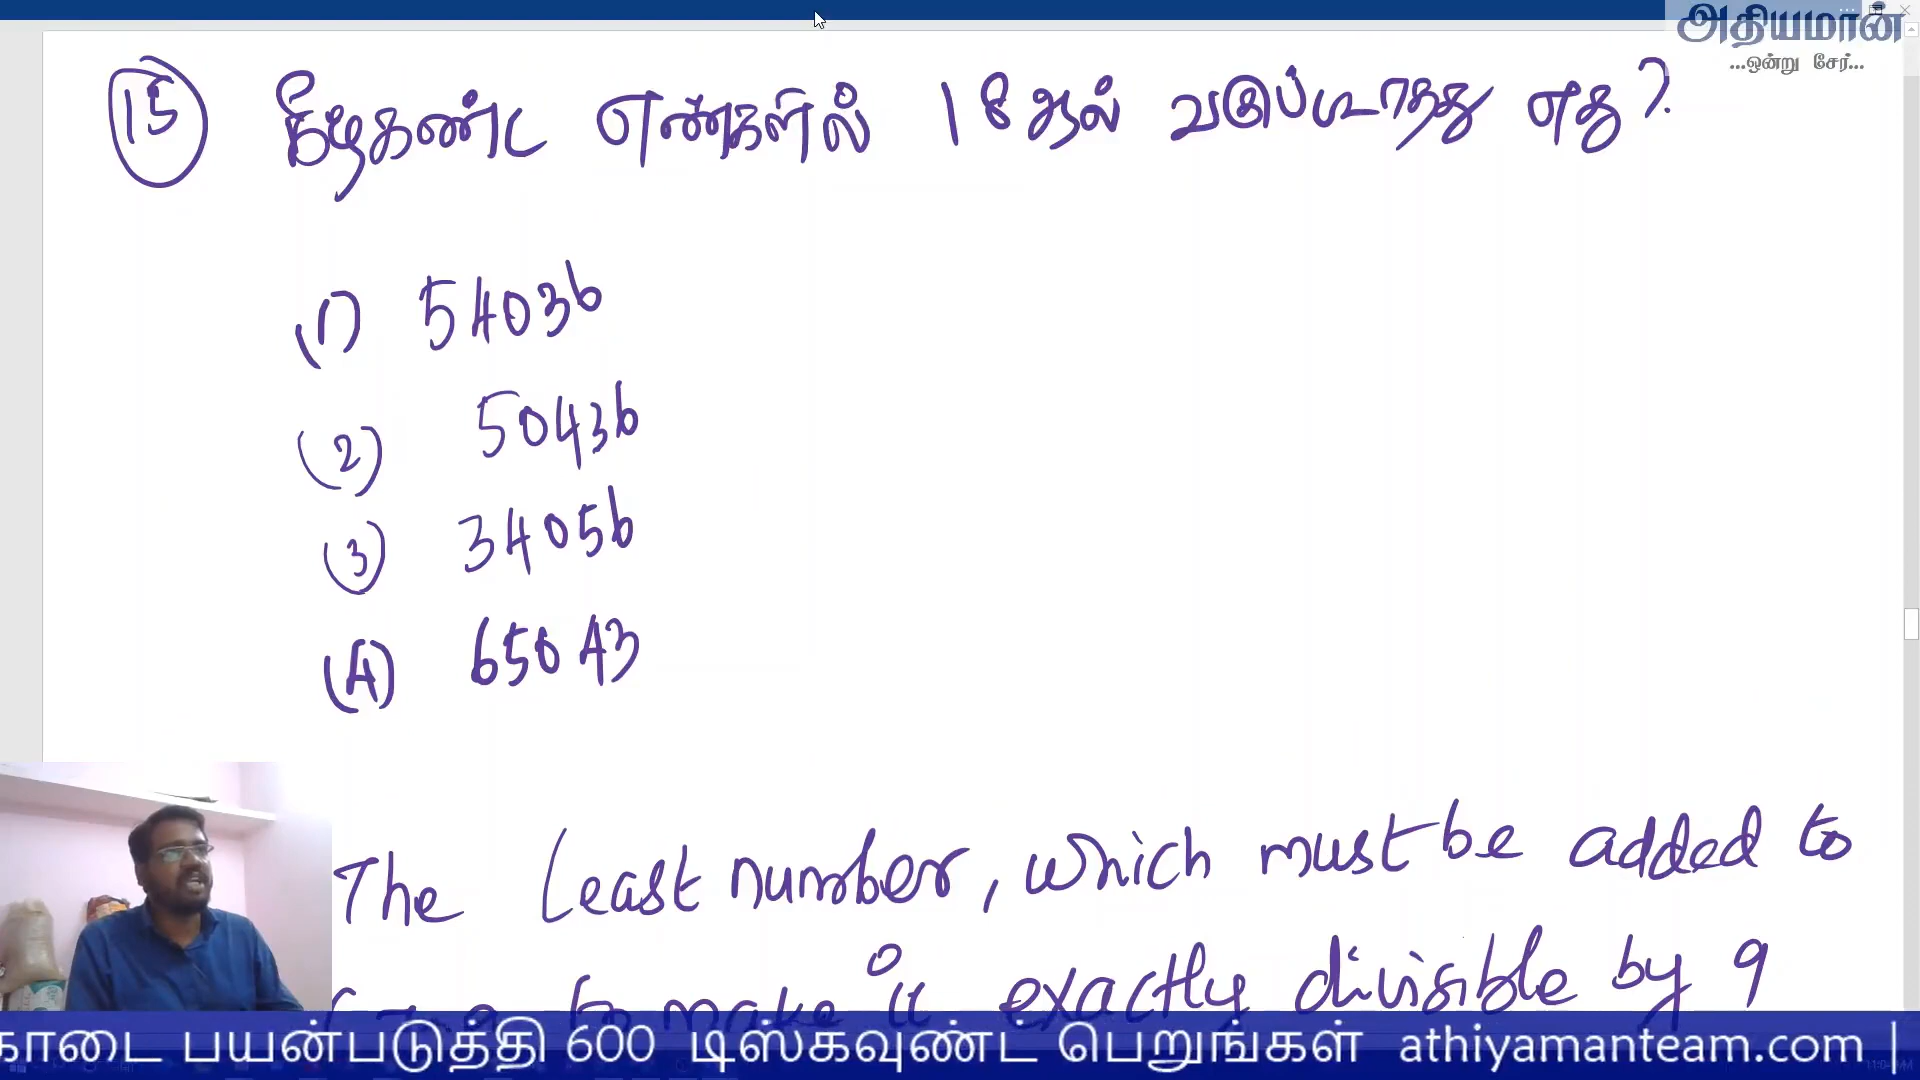 அதியமான்
...ஒன்று சேர்...
15 கீழ்கண்ட எண்களில் 18 ஆல் வகுபடாதது எது?
(1) 54036
(2) 50436
(3) 34056
(4) 65043
The least number, which must be added to
to make it exactly divisible by 9
காடை பயன்படுத்தி 600 டிஸ்கவுண்ட் பெறுங்கள் athiyamanteam.com |